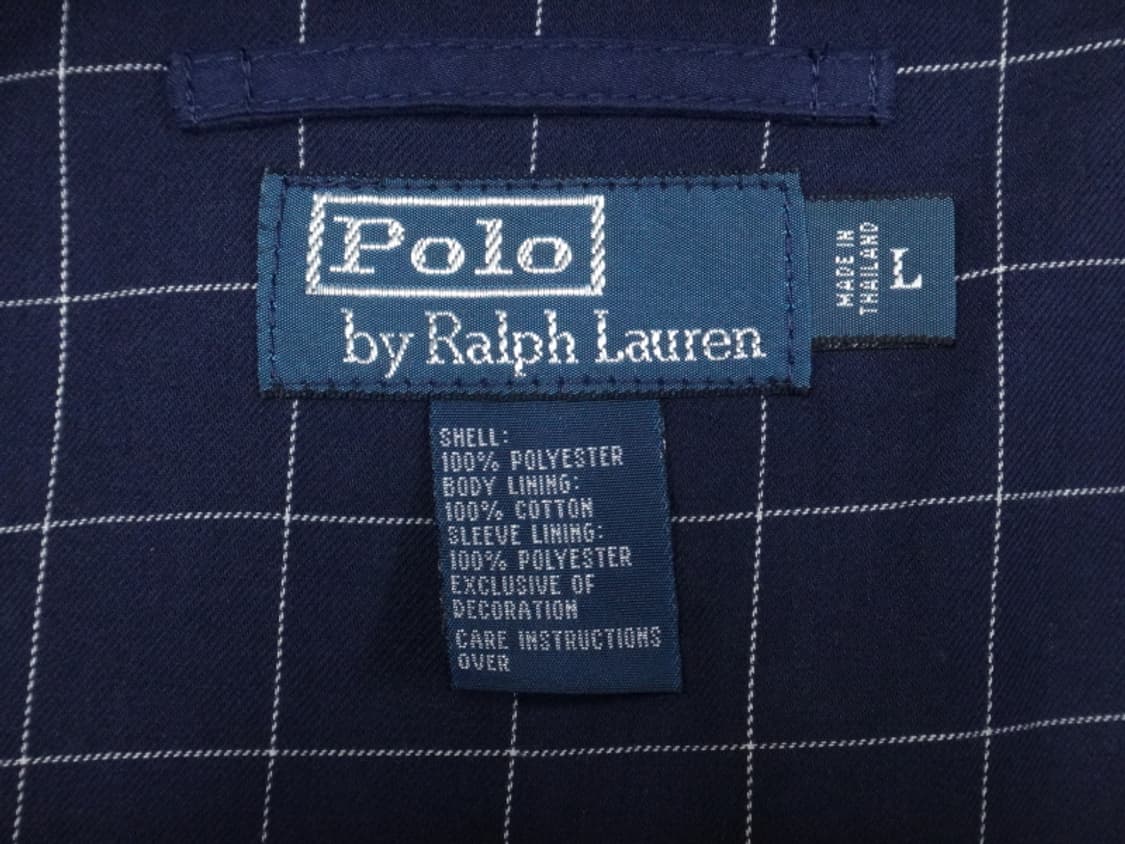 Polo
by Ralph Lauren
MADE IN
THAILAND
L
SHELL:
100% POLYESTER
BODY LINING:
100% COTTON
SLEEVE LINING:
100% POLYESTER
EXCLUSIVE OF
DECORATION
CARE INSTRUCTIONS
OVER